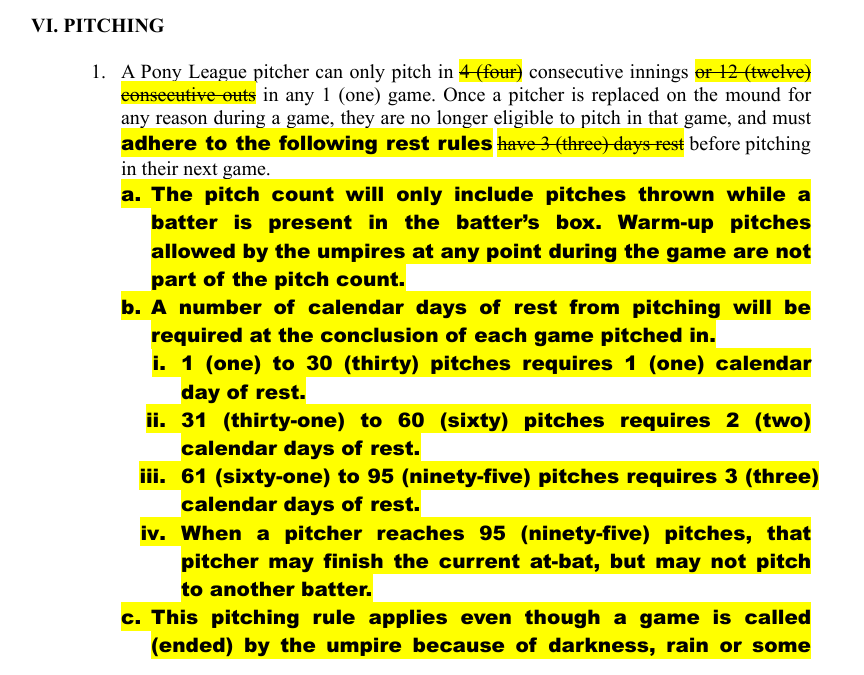 VI. PITCHING
1. A Pony League pitcher can only pitch in 4 (four) consecutive innings or 12 (twelve)
consecutive outs in any 1 (one) game. Once a pitcher is replaced on the mound for
any reason during a game, they are no longer eligible to pitch in that game, and must
adhere to the following rest rules have 3 (three) days rest before pitching
in their next game.
a. The pitch count will only include pitches thrown while a
batter is present in the batter’s box. Warm-up pitches
allowed by the umpires at any point during the game are not
part of the pitch count.
b. A number of calendar days of rest from pitching will be
required at the conclusion of each game pitched in.
i. 1 (one) to 30 (thirty) pitches requires 1 (one) calendar
day of rest.
ii. 31 (thirty-one) to 60 (sixty) pitches requires 2 (two)
calendar days of rest.
iii. 61 (sixty-one) to 95 (ninety-five) pitches requires 3 (three)
calendar days of rest.
iv. When a pitcher reaches 95 (ninety-five) pitches, that
pitcher may finish the current at-bat, but may not pitch
to another batter.
c. This pitching rule applies even though a game is called
(ended) by the umpire because of darkness, rain or some